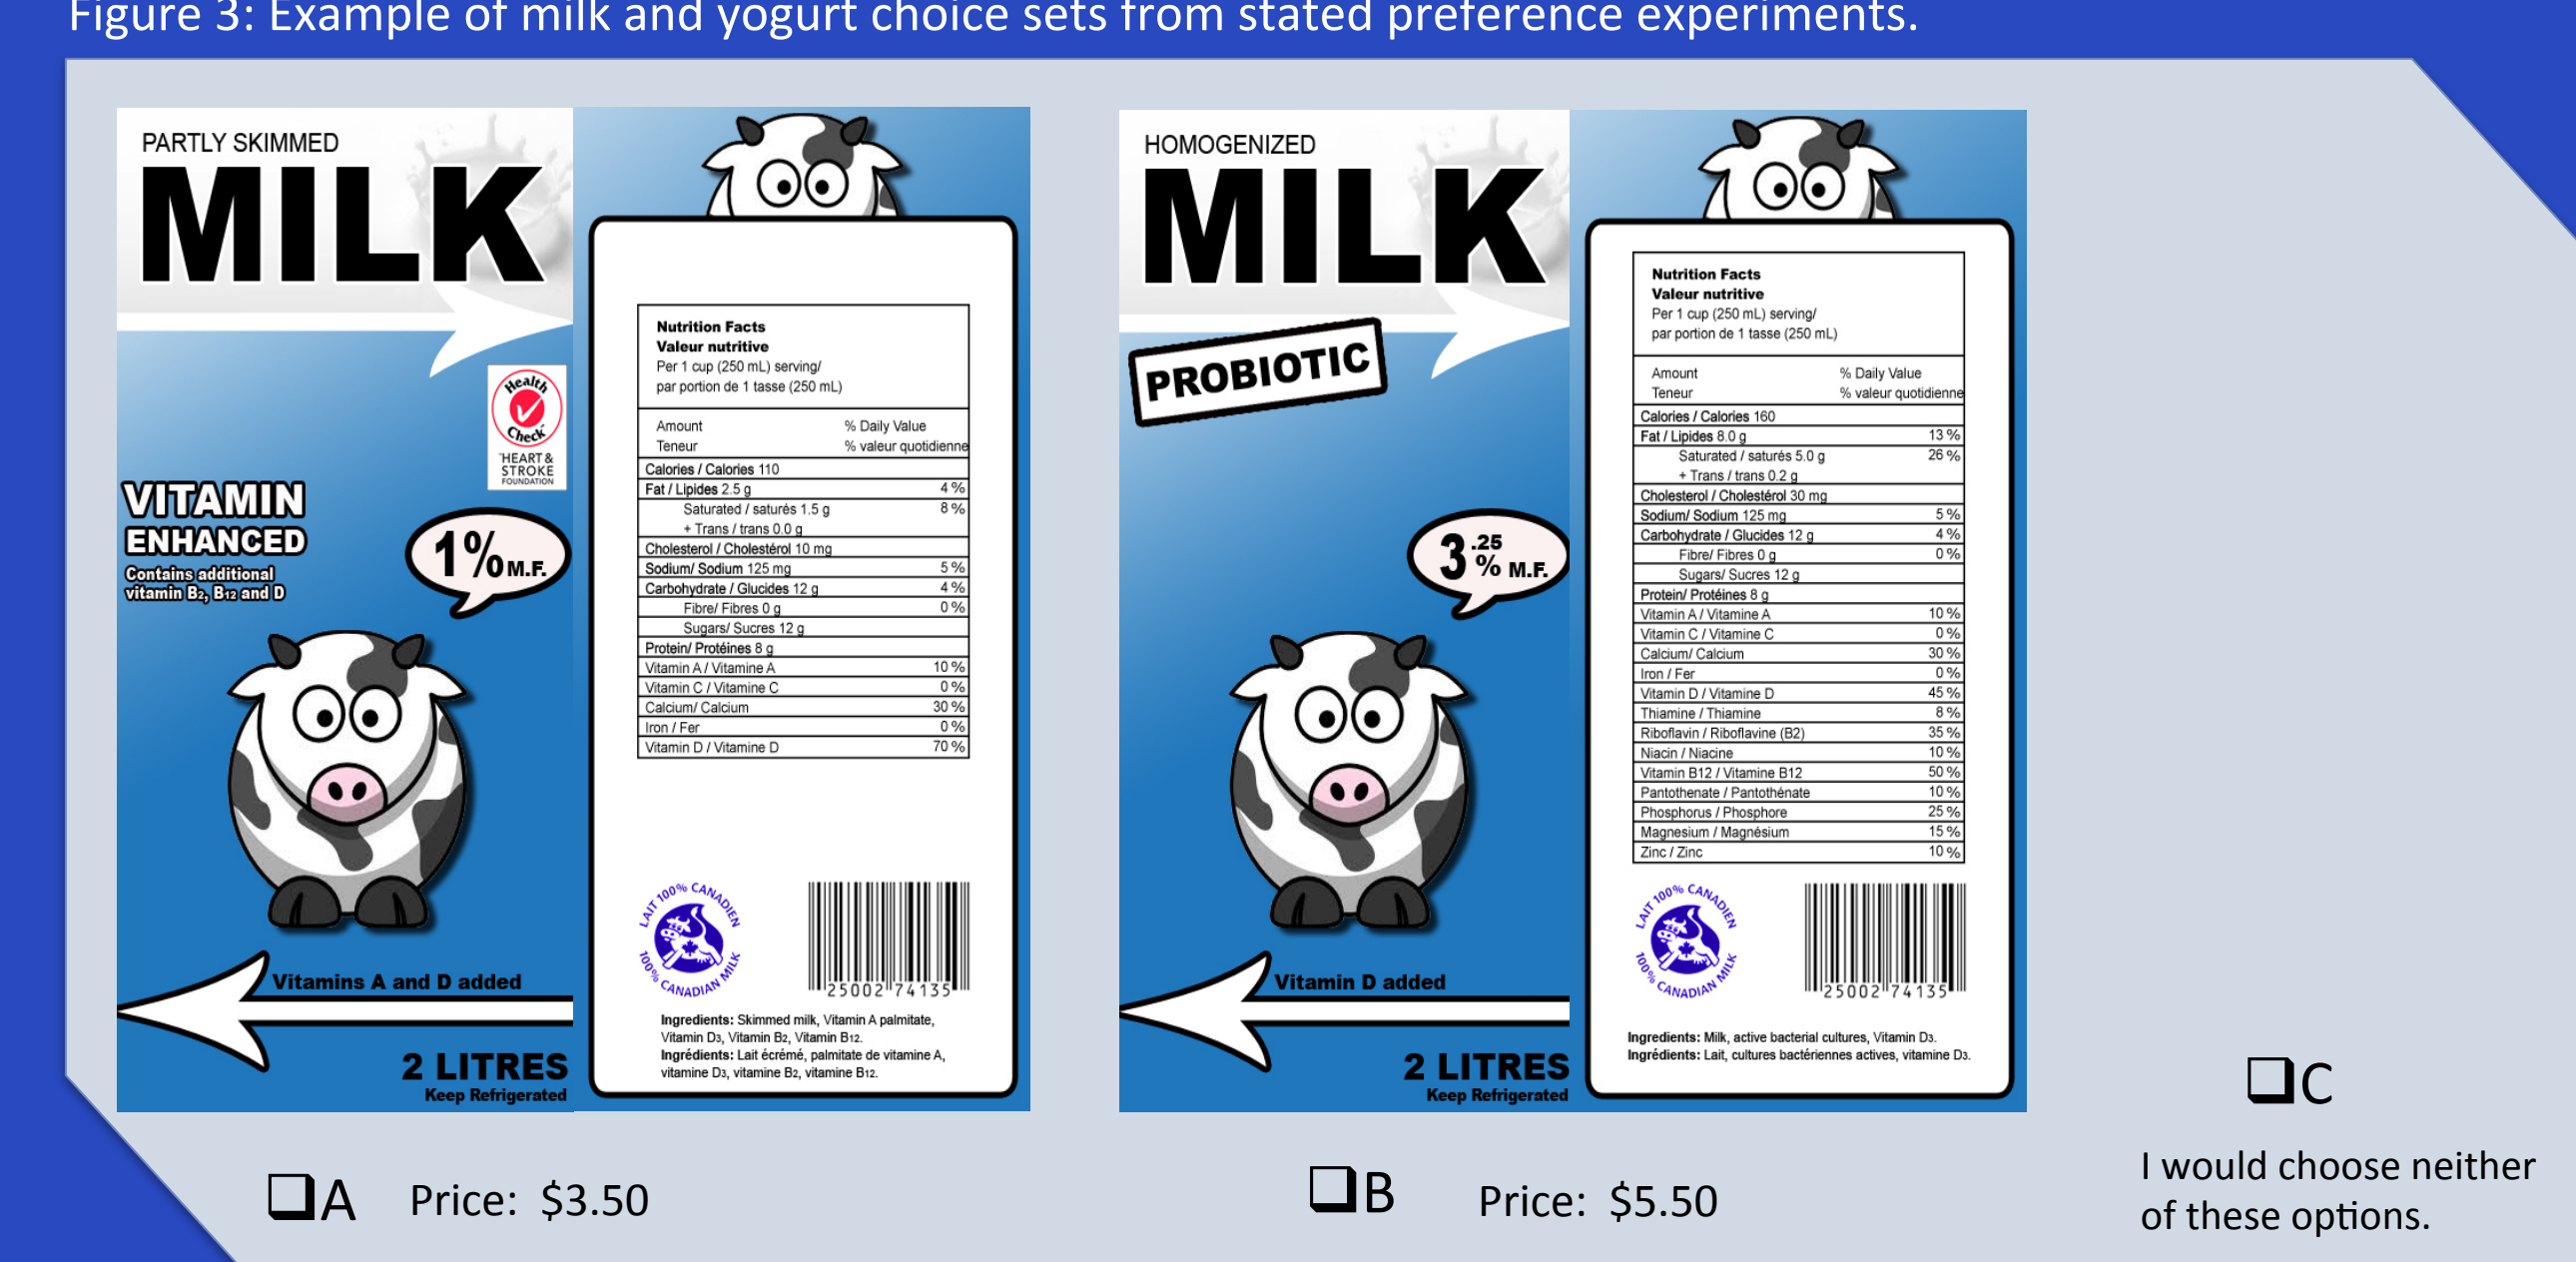 Figure 3: Example of milk and yogurt choice sets from stated preference experiments.
PARTLY SKIMMED
MILK
Health
Check
HEART &
STROKE
FOUNDATION
VITAMIN
ENHANCED
Contains additional
vitamin B2, B12 and D
1% M.F.
Vitamins A and D added
2 LITRES
Keep Refrigerated
Nutrition Facts
Valeur nutritive
Per 1 cup (250 mL) serving/
par portion de 1 tasse (250 mL)
Amount % Daily Value
Teneur % valeur quotidienne
Calories / Calories 110
Fat / Lipides 2.5 g 4 %
Saturated / saturés 1.5 g 8 %
+ Trans / trans 0.0 g
Cholesterol / Cholestérol 10 mg
Sodium/ Sodium 125 mg 5 %
Carbohydrate / Glucides 12 g 4 %
Fibre/ Fibres 0 g 0 %
Sugars/ Sucres 12 g
Protein/ Protéines 8 g
Vitamin A / Vitamine A 10 %
Vitamin C / Vitamine C 0 %
Calcium/ Calcium 30 %
Iron / Fer 0 %
Vitamin D / Vitamine D 70 %
LAIT 100% CANADIEN
100% CANADIAN MILK
25002 74135
Ingredients: Skimmed milk, Vitamin A palmitate,
Vitamin D3, Vitamin B2, Vitamin B12.
Ingrédients: Lait écrémé, palmitate de vitamine A,
vitamine D3, vitamine B2, vitamine B12.
A Price: $3.50
HOMOGENIZED
MILK
PROBIOTIC
3.25% M.F.
Vitamin D added
2 LITRES
Keep Refrigerated
Nutrition Facts
Valeur nutritive
Per 1 cup (250 mL) serving/
par portion de 1 tasse (250 mL)
Amount % Daily Value
Teneur % valeur quotidienne
Calories / Calories 160
Fat / Lipides 8.0 g 13 %
Saturated / saturés 5.0 g 26 %
+ Trans / trans 0.2 g
Cholesterol / Cholestérol 30 mg
Sodium/ Sodium 125 mg 5 %
Carbohydrate / Glucides 12 g 4 %
Fibre/ Fibres 0 g 0 %
Sugars/ Sucres 12 g
Protein/ Protéines 8 g
Vitamin A / Vitamine A 10 %
Vitamin C / Vitamine C 0 %
Calcium/ Calcium 30 %
Iron / Fer 0 %
Vitamin D / Vitamine D 45 %
Thiamine / Thiamine 8 %
Riboflavin / Riboflavine (B2) 35 %
Niacin / Niacine 10 %
Vitamin B12 / Vitamine B12 50 %
Pantothenate / Pantothénate 10 %
Phosphorus / Phosphore 25 %
Magnesium / Magnésium 15 %
Zinc / Zinc 10 %
LAIT 100% CANADIEN
100% CANADIAN MILK
25002 74135
Ingredients: Milk, active bacterial cultures, Vitamin D3.
Ingrédients: Lait, cultures bactériennes actives, vitamine D3.
B Price: $5.50
C
I would choose neither
of these options.